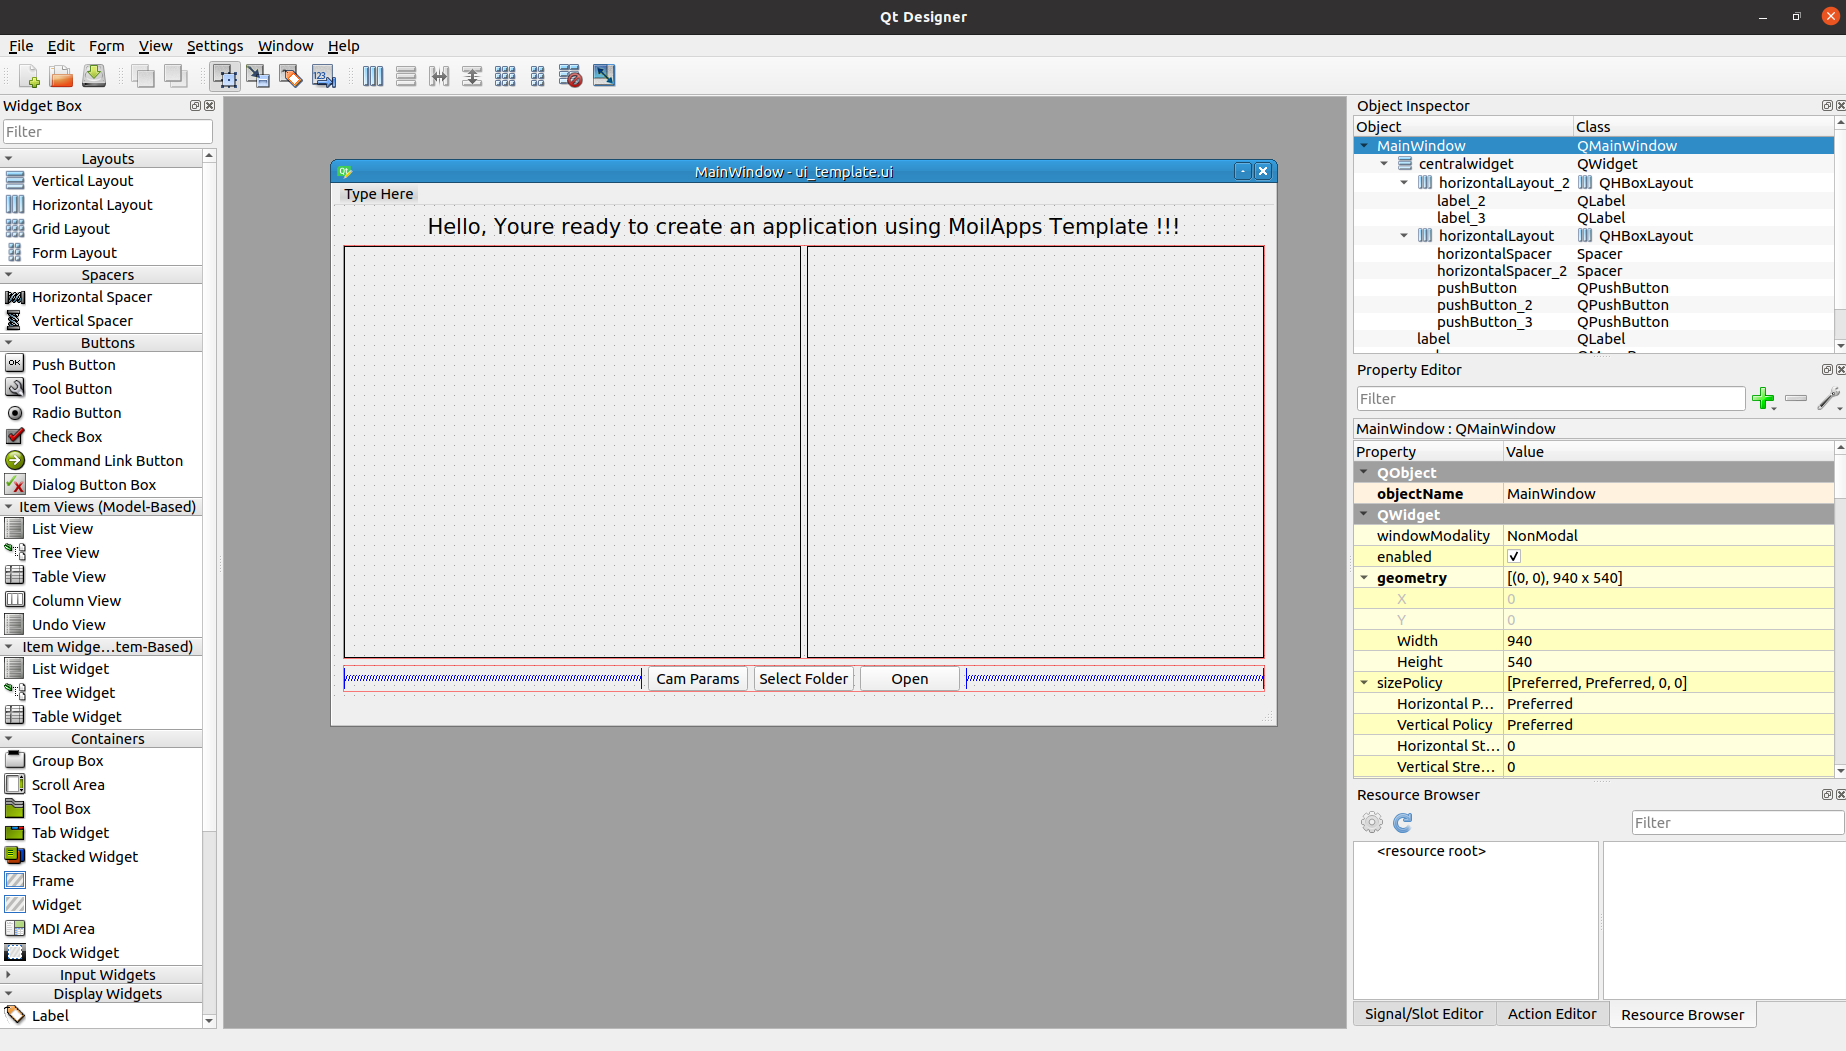 Qt Designer
File Edit Form View Settings Window Help
Widget Box
Filter
Layouts
Vertical Layout
Horizontal Layout
Grid Layout
Form Layout
Spacers
Horizontal Spacer
Vertical Spacer
Buttons
OK Push Button
Tool Button
Radio Button
Check Box
Command Link Button
Dialog Button Box
Item Views (Model-Based)
List View
Tree View
Table View
Column View
Undo View
Item Widge...tem-Based)
List Widget
Tree Widget
Table Widget
Containers
Group Box
Scroll Area
Tool Box
Tab Widget
Stacked Widget
Frame
Widget
MDI Area
Dock Widget
Input Widgets
Display Widgets
Label
123
MainWindow - ui_template.ui
Type Here
Hello, Youre ready to create an application using MoilApps Template !!!
Cam Params Select Folder Open
Object Inspector
Object Class
MainWindow QMainWindow
centralwidget QWidget
horizontalLayout_2 QHBoxLayout
label_2 QLabel
label_3 QLabel
horizontalLayout QHBoxLayout
horizontalSpacer Spacer
horizontalSpacer_2 Spacer
pushButton QPushButton
pushButton_2 QPushButton
pushButton_3 QPushButton
label QLabel
Property Editor
Filter
MainWindow : QMainWindow
Property Value
QObject
objectName MainWindow
QWidget
windowModality NonModal
enabled
geometry [(0, 0), 940 x 540]
X 0
Y 0
Width 940
Height 540
sizePolicy [Preferred, Preferred, 0, 0]
Horizontal P... Preferred
Vertical Policy Preferred
Horizontal St... 0
Vertical Stre... 0
Resource Browser
Filter
<resource root>
Signal/Slot Editor Action Editor Resource Browser